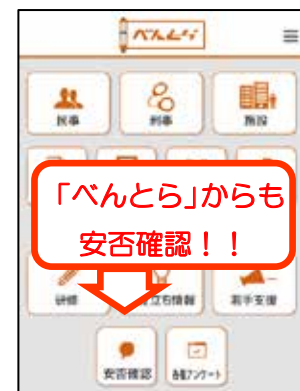 べんとら
民事
刑事
施設
「べんとら」からも
安否確認！！
研修
若手支援
安否確認
各種アンケート